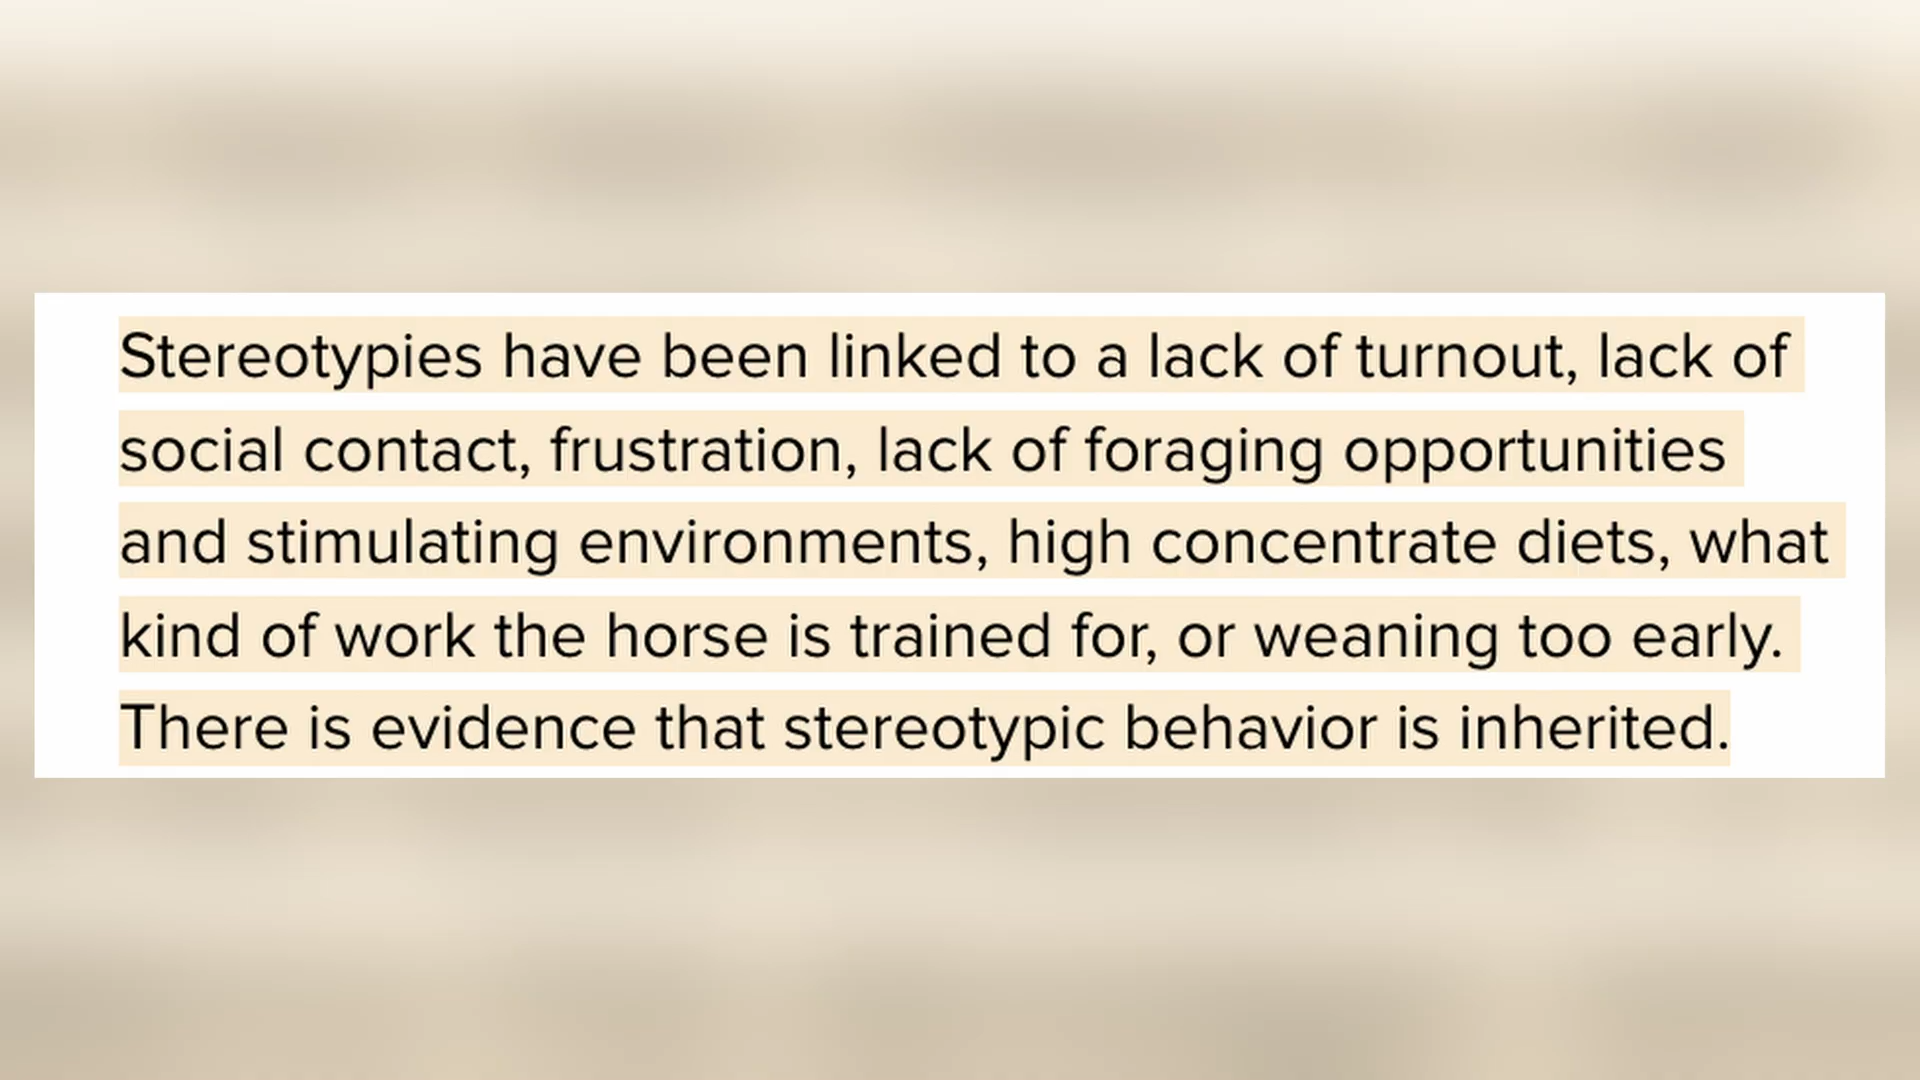 Stereotypies have been linked to a lack of turnout, lack of
social contact, frustration, lack of foraging opportunities
and stimulating environments, high concentrate diets, what
kind of work the horse is trained for, or weaning too early.
There is evidence that stereotypic behavior is inherited.